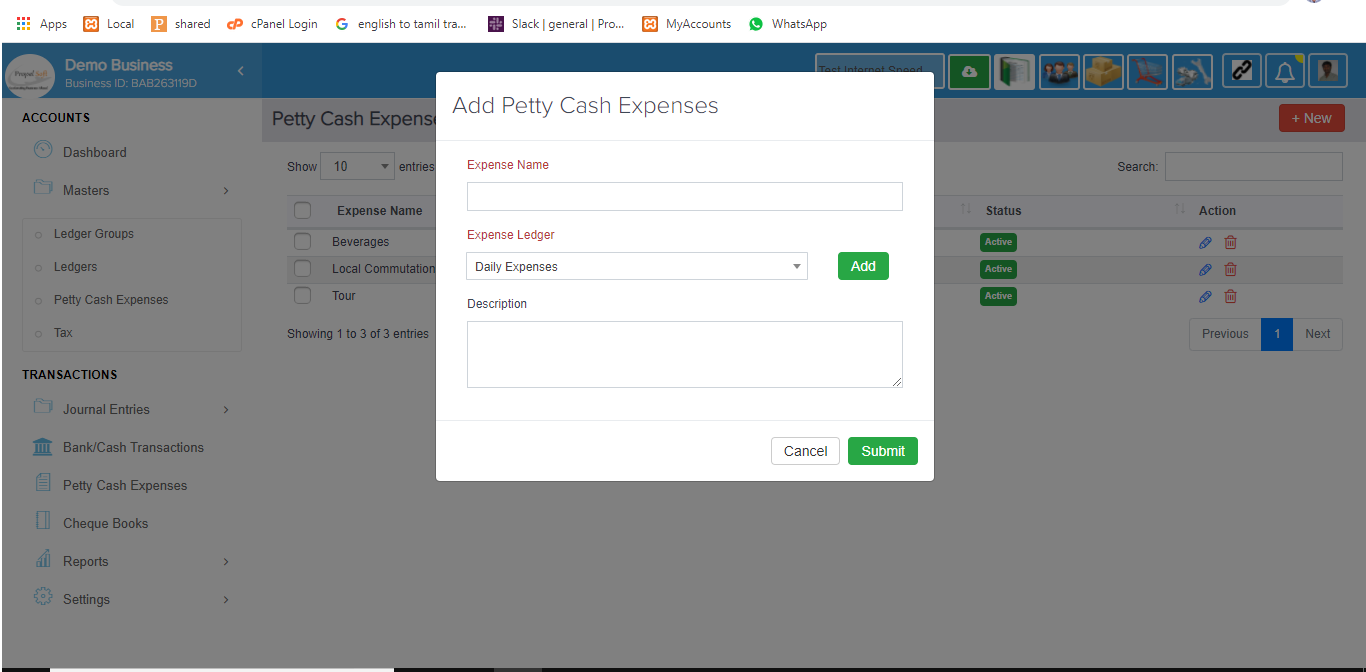 Apps Local shared cPanel Login english to tamil tra... Slack | general | Pro... MyAccounts WhatsApp
Demo Business
Business ID: BAB263119D
Test Internet Speed
ACCOUNTS
Dashboard
Masters
Ledger Groups
Ledgers
Petty Cash Expenses
Tax
TRANSACTIONS
Journal Entries
Bank/Cash Transactions
Petty Cash Expenses
Cheque Books
Reports
Settings
Petty Cash Expense
+ New
Show 10 entries
Search:
Expense Name Status Action
Beverages Active
Local Commutation Active
Tour Active
Showing 1 to 3 of 3 entries
Previous 1 Next
Add Petty Cash Expenses
Expense Name
Expense Ledger
Daily Expenses Add
Description
Cancel Submit